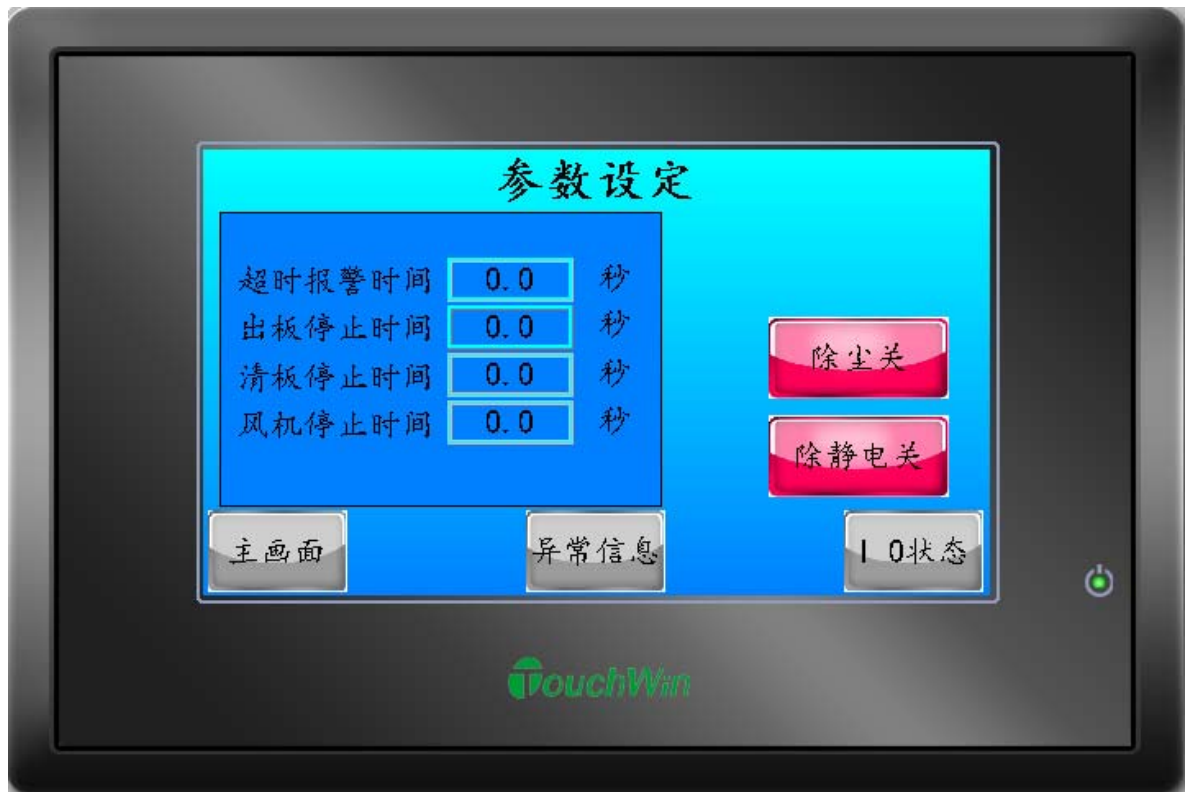 参数设定
超时报警时间 0.0 秒
出板停止时间 0.0 秒
清板停止时间 0.0 秒
风机停止时间 0.0 秒
除尘关
除静电关
主画面 异常信息 IO状态
TouchWin